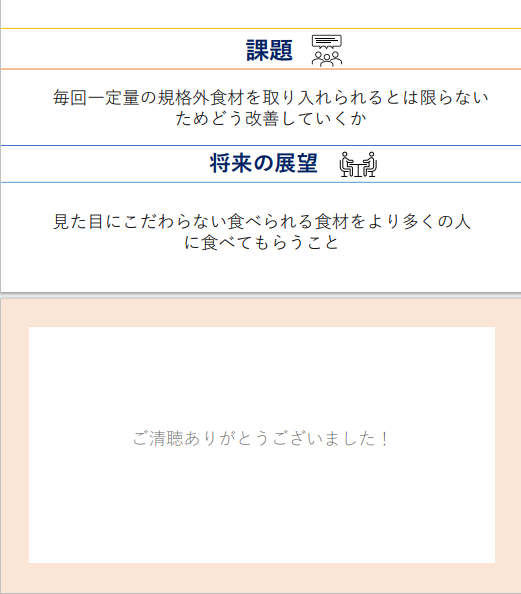 課題
毎回一定量の規格外食材を取り入れられるとは限らない
ためどう改善していくか
将来の展望
見た目にこだわらない食べられる食材をより多くの人
に食べてもらうこと
ご清聴ありがとうございました！